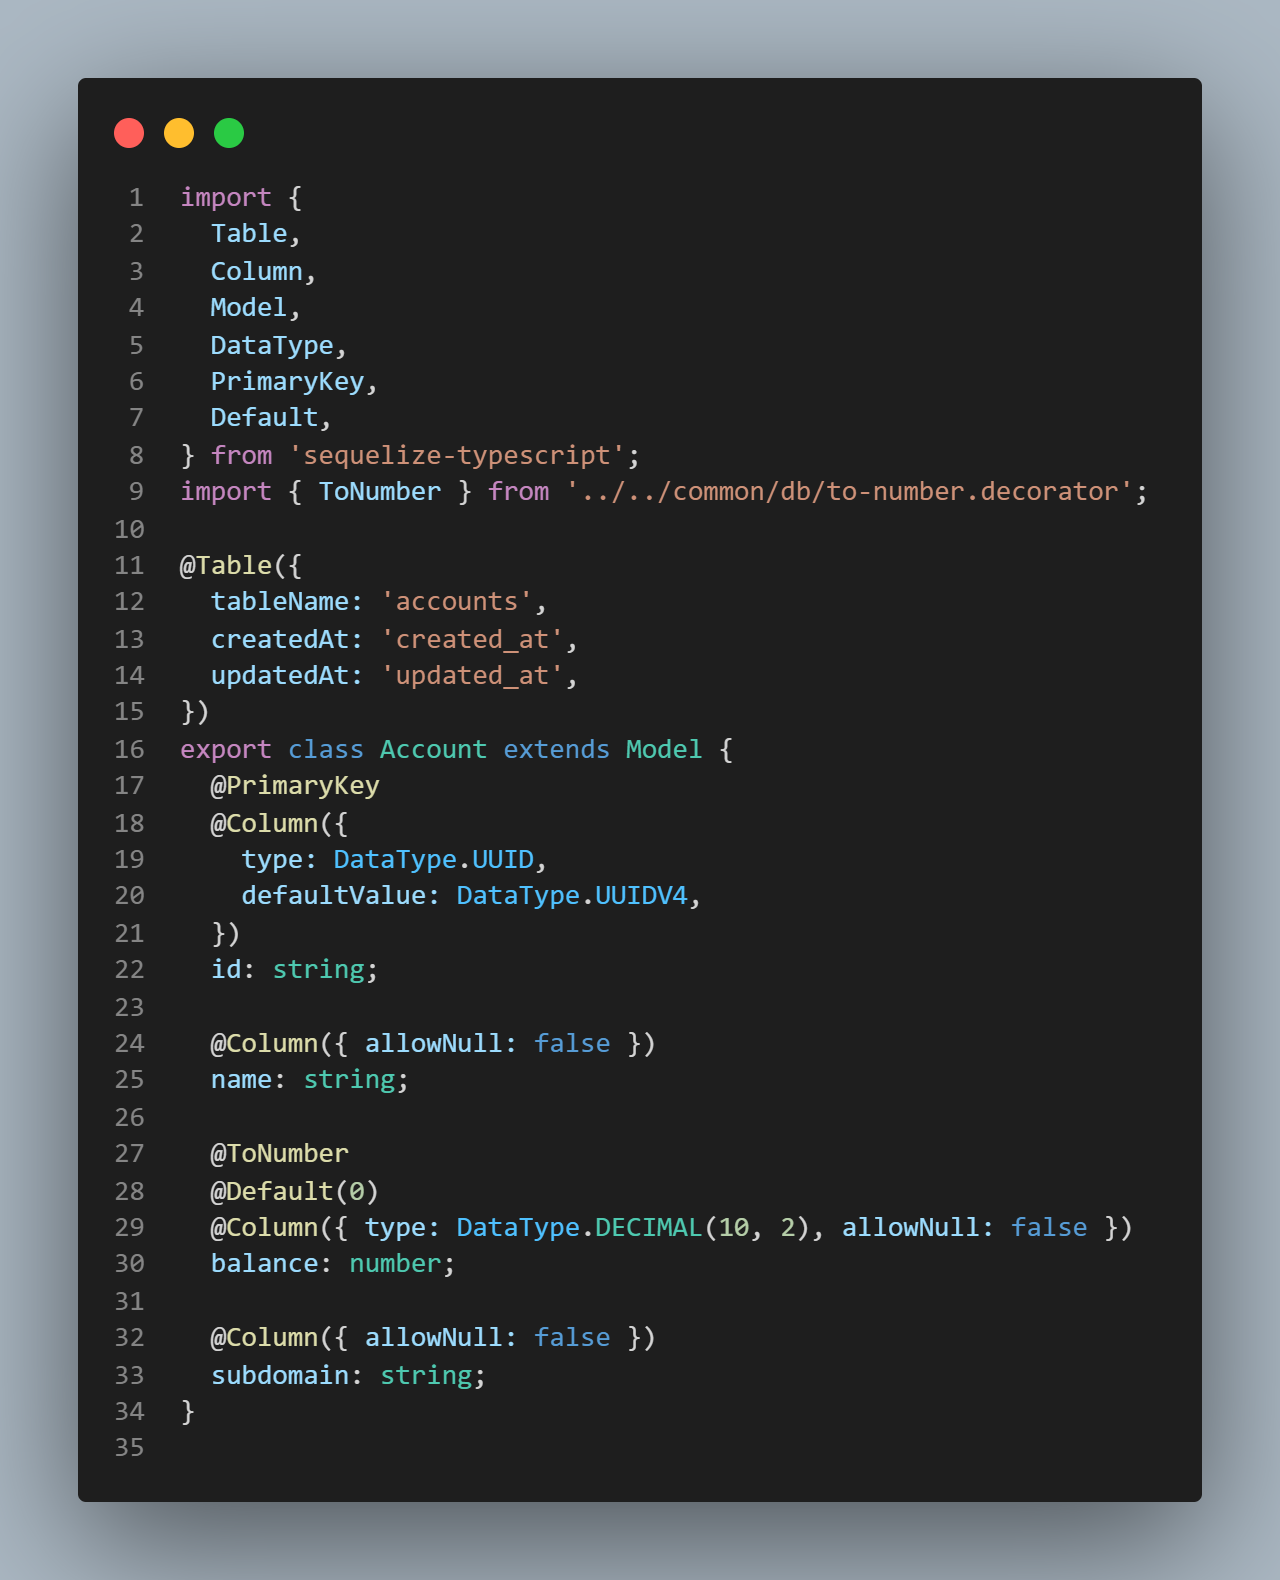 1 import {
2   Table,
3   Column,
4   Model,
5   DataType,
6   PrimaryKey,
7   Default,
8 } from 'sequelize-typescript';
9 import { ToNumber } from '../../common/db/to-number.decorator';
10
11 @Table({
12   tableName: 'accounts',
13   createdAt: 'created_at',
14   updatedAt: 'updated_at',
15 })
16 export class Account extends Model {
17   @PrimaryKey
18   @Column({
19     type: DataType.UUID,
20     defaultValue: DataType.UUIDV4,
21   })
22   id: string;
23
24   @Column({ allowNull: false })
25   name: string;
26
27   @ToNumber
28   @Default(0)
29   @Column({ type: DataType.DECIMAL(10, 2), allowNull: false })
30   balance: number;
31
32   @Column({ allowNull: false })
33   subdomain: string;
34 }
35